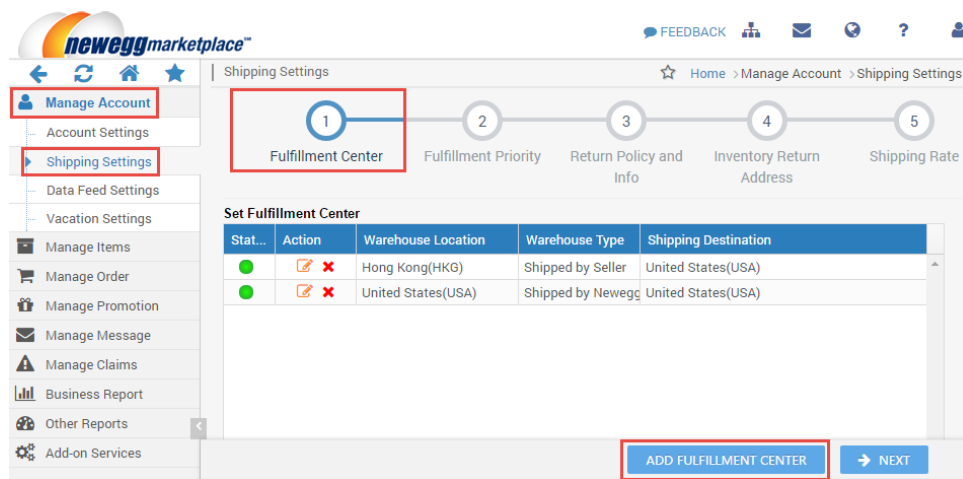 neweggmarketplace™
FEEDBACK ?
Shipping Settings
Home > Manage Account > Shipping Settings
Manage Account
Account Settings
Shipping Settings
Data Feed Settings
Vacation Settings
Manage Items
Manage Order
Manage Promotion
Manage Message
Manage Claims
Business Report
Other Reports
Add-on Services
1 2 3 4 5
Fulfillment Center Fulfillment Priority Return Policy and Inventory Return Shipping Rate
Info Address
Set Fulfillment Center
Stat... Action Warehouse Location Warehouse Type Shipping Destination
Hong Kong(HKG) Shipped by Seller United States(USA)
United States(USA) Shipped by Newegg United States(USA)
ADD FULFILLMENT CENTER NEXT